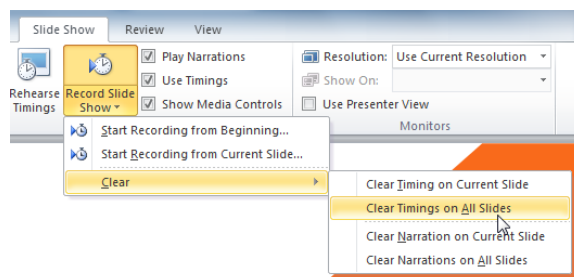 Slide Show Review View
Rehearse Timings
Record Slide Show
Play Narrations
Use Timings
Show Media Controls
Resolution: Use Current Resolution
Show On:
Use Presenter View
Monitors
Start Recording from Beginning...
Start Recording from Current Slide...
Clear
Clear Timing on Current Slide
Clear Timings on All Slides
Clear Narration on Current Slide
Clear Narrations on All Slides